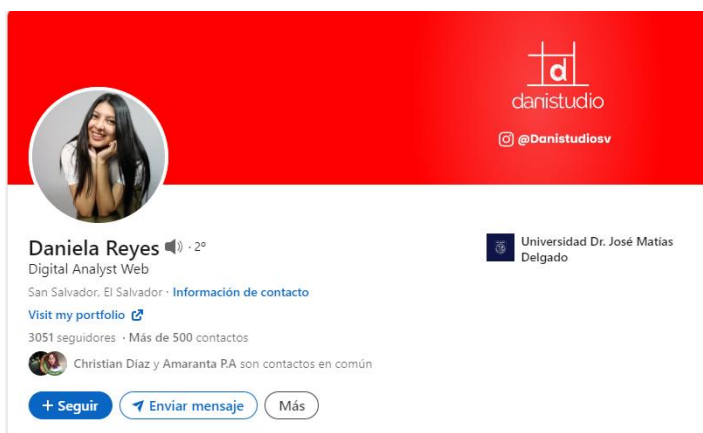 d
danistudio
@Danistudiosv
Daniela Reyes · 2º
Digital Analyst Web
Universidad Dr. José Matías
Delgado
San Salvador, El Salvador · Información de contacto
Visit my portfolio
3051 seguidores · Más de 500 contactos
Christian Díaz y Amaranta P.A son contactos en común
+ Seguir
Enviar mensaje
Más